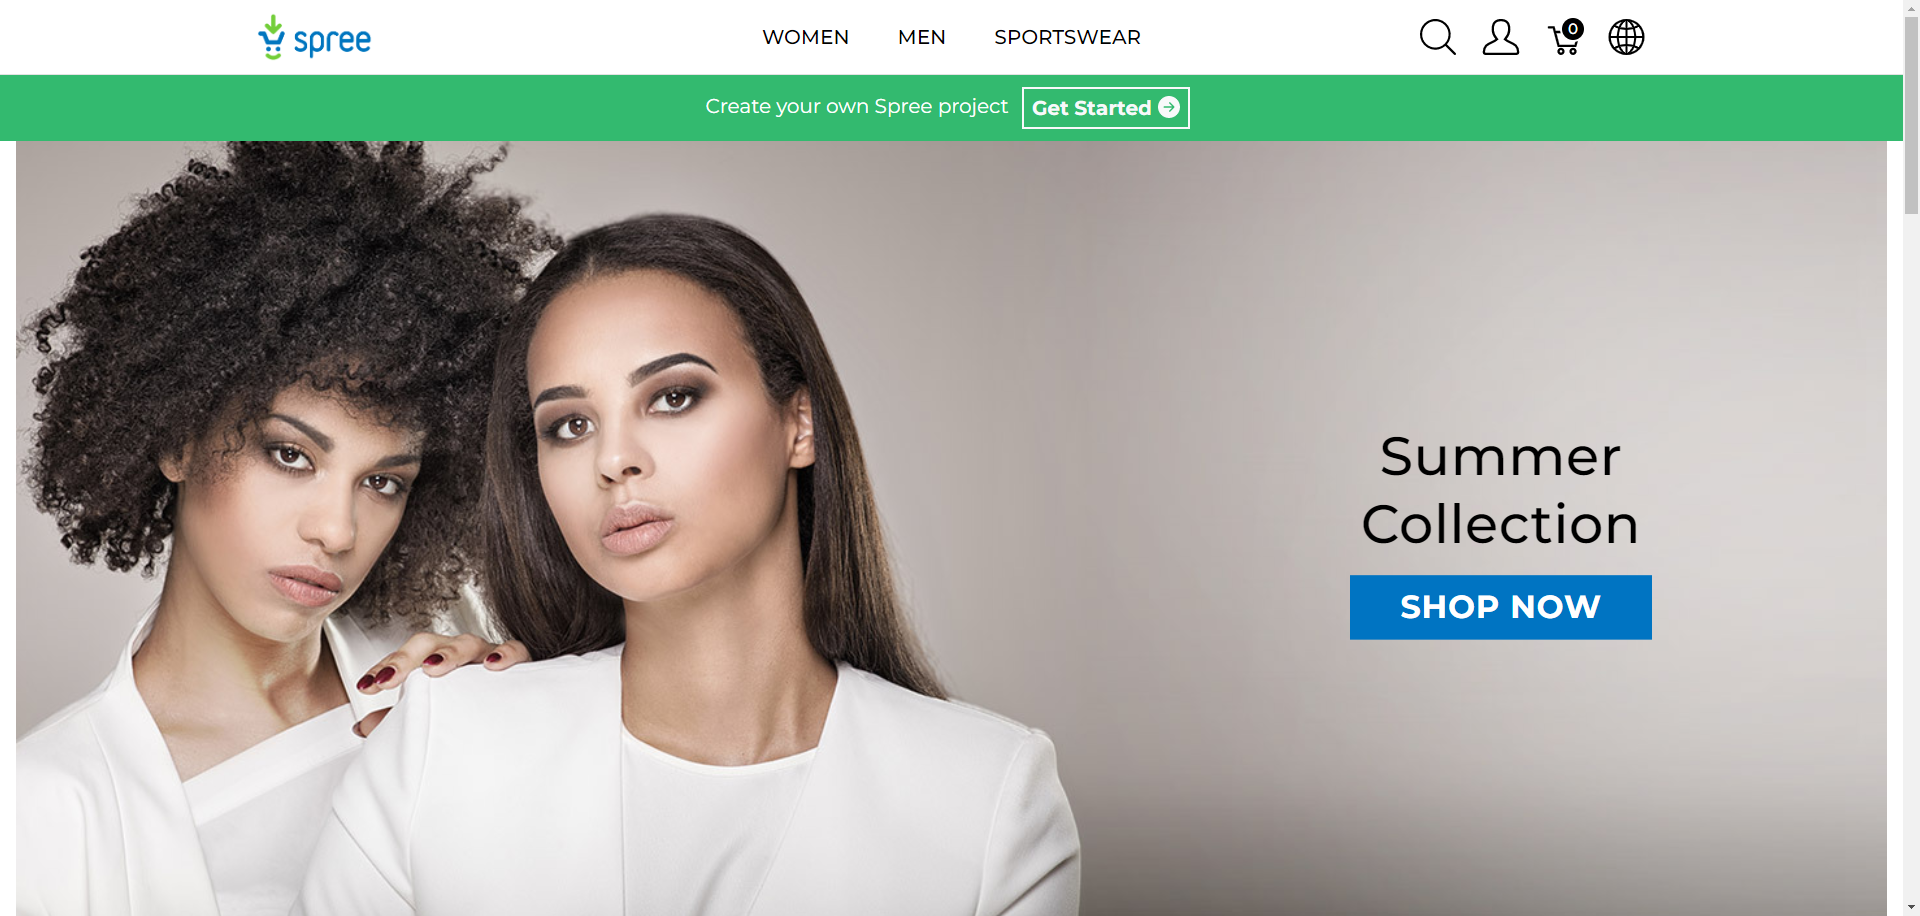 spree
WOMEN
MEN
SPORTSWEAR
0
Create your own Spree project
Get Started
Summer
Collection
SHOP NOW